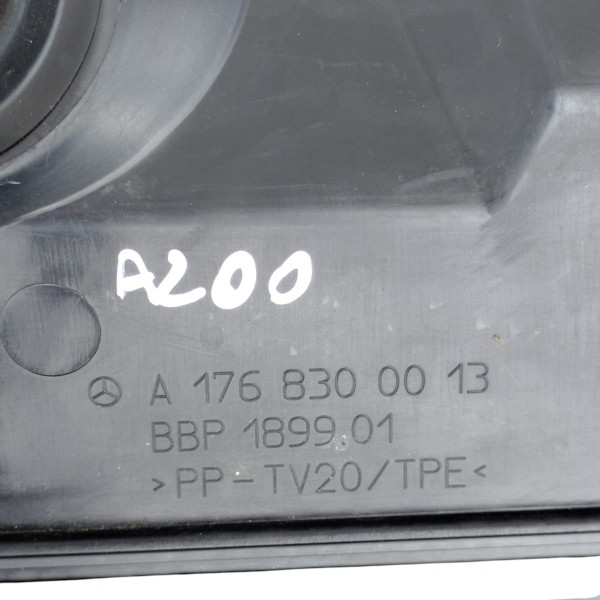 A200
A 176 830 00 13
BBP 1899.01
>PP-TV20/TPE<